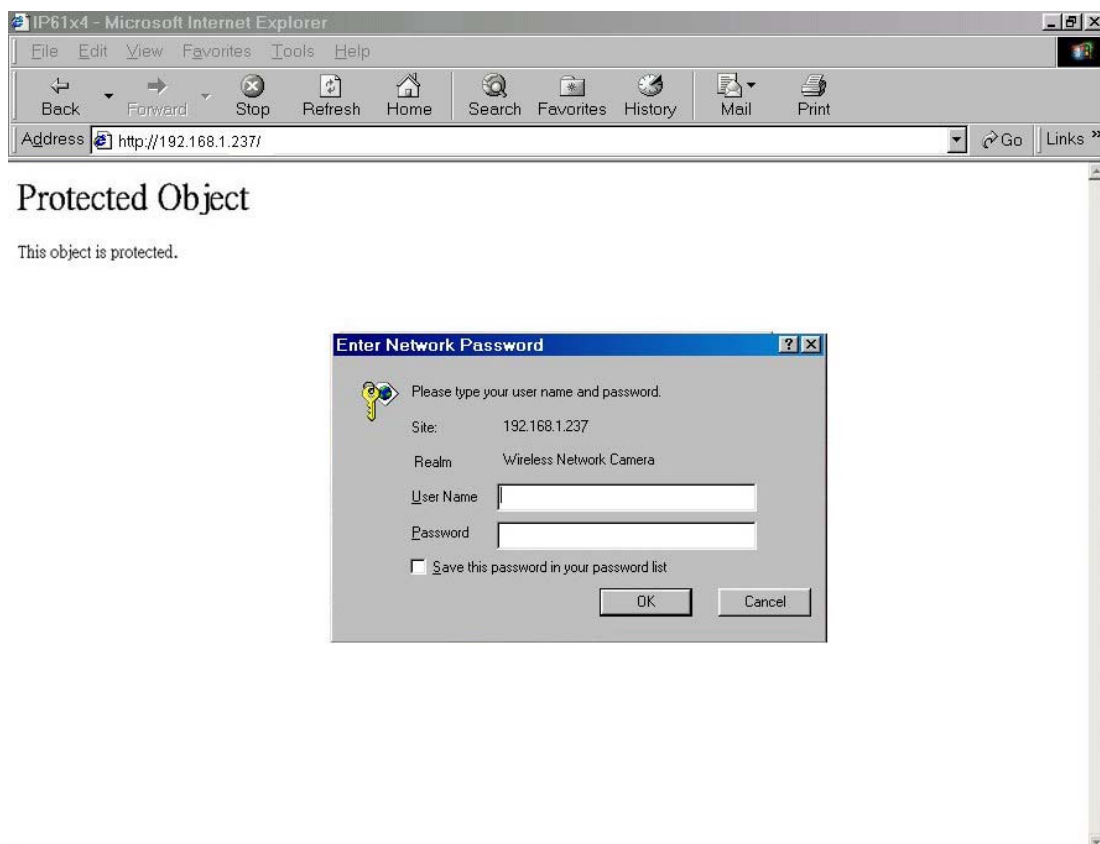 IP61x4 - Microsoft Internet Explorer
File Edit View Favorites Tools Help
Back Forward Stop Refresh Home Search Favorites History Mail Print
Address http://192.168.1.237/ Go Links »
Protected Object
This object is protected.
Enter Network Password
Please type your user name and password.
Site: 192.168.1.237
Realm Wireless Network Camera
User Name
Password
Save this password in your password list
OK Cancel